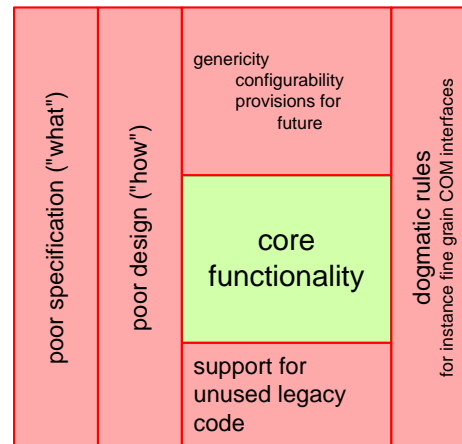 poor specification ("what")
poor design ("how")
genericity
configurability
provisions for
future
core
functionality
support for
unused legacy
code
dogmatic rules
for instance fine grain COM interfaces